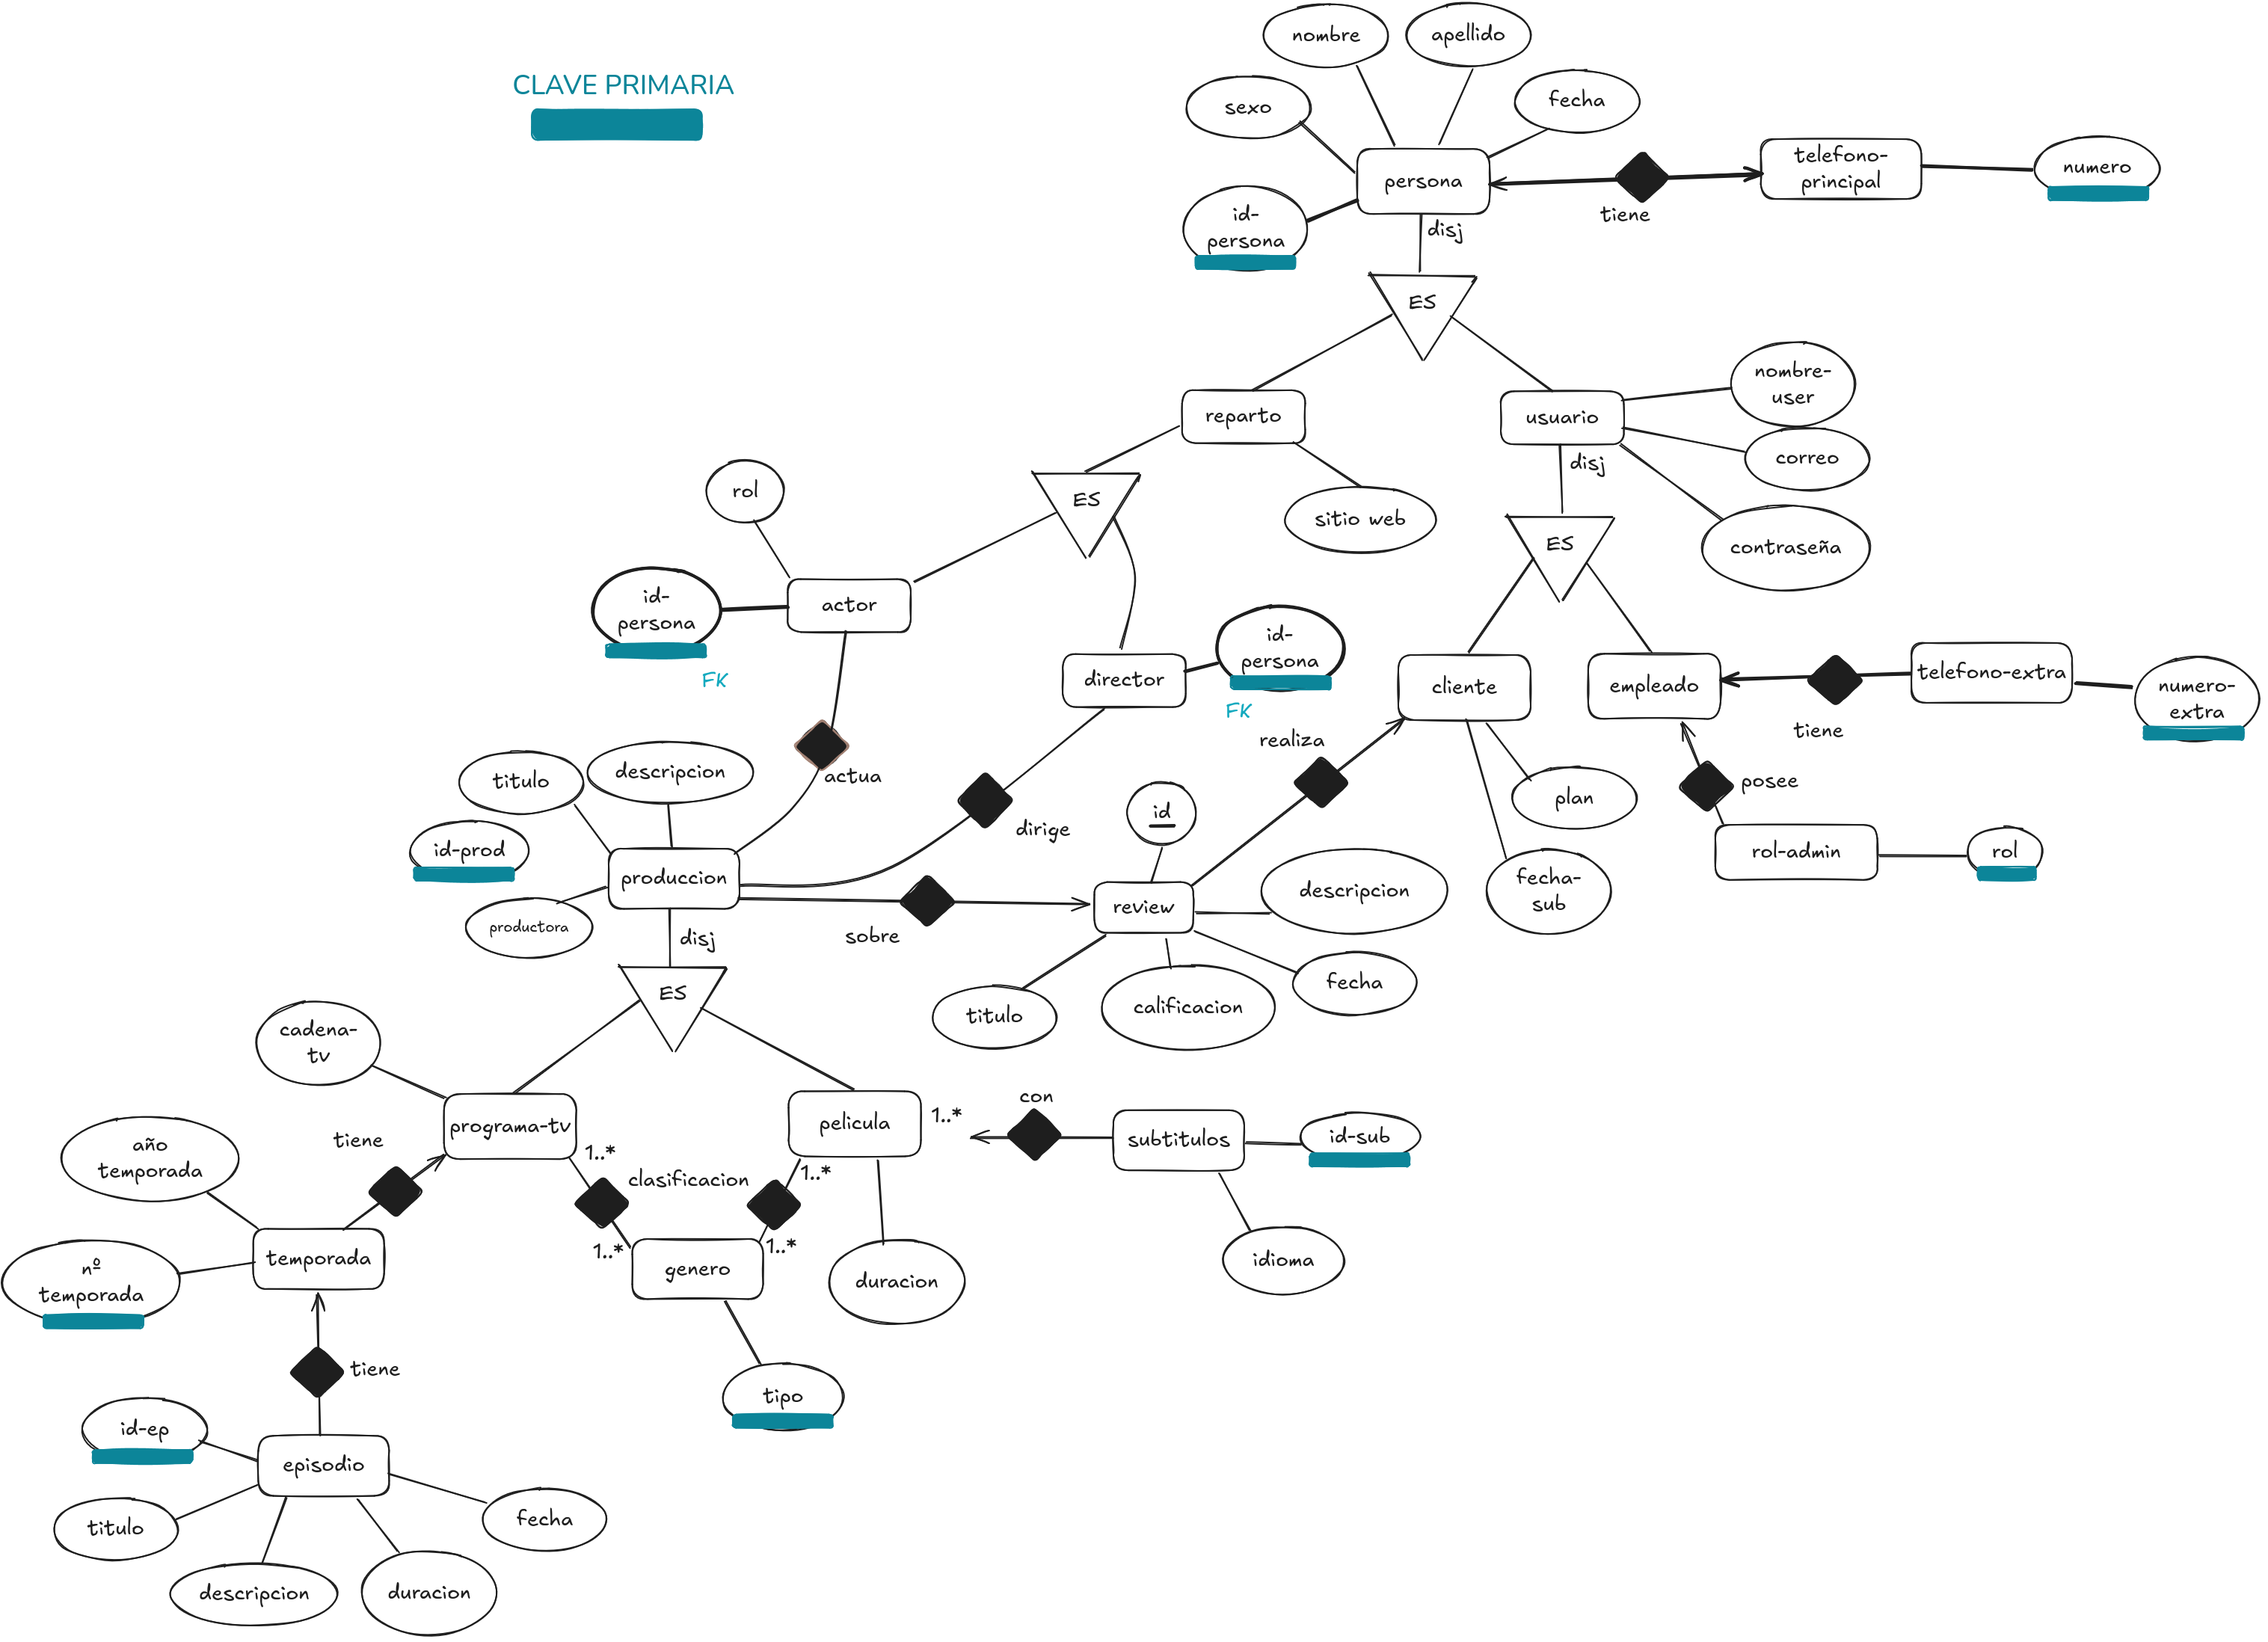 nombre
apellido
CLAVE PRIMARIA
sexo
fecha
telefono-
principal
numero
persona
id-
persona
tiene
disj
ES
nombre-
user
reparto
usuario
correo
disj
rol
ES
sitio web
ES
contraseña
id-
persona
actor
FK
id-
persona
director
FK
cliente
empleado
telefono-extra
numero-
extra
tiene
realiza
titulo
descripcion
actua
posee
plan
id
dirige
id-prod
rol-admin
rol
produccion
fecha-
sub
descripcion
review
productora
sobre
disj
ES
fecha
titulo
calificacion
cadena-
tv
con
programa-tv
pelicula
1..*
subtitulos
id-sub
año
temporada
tiene
1..*
clasificacion
1..*
1..*
1..*
temporada
genero
nº
temporada
duracion
idioma
tiene
tipo
id-ep
episodio
titulo
fecha
descripcion
duracion